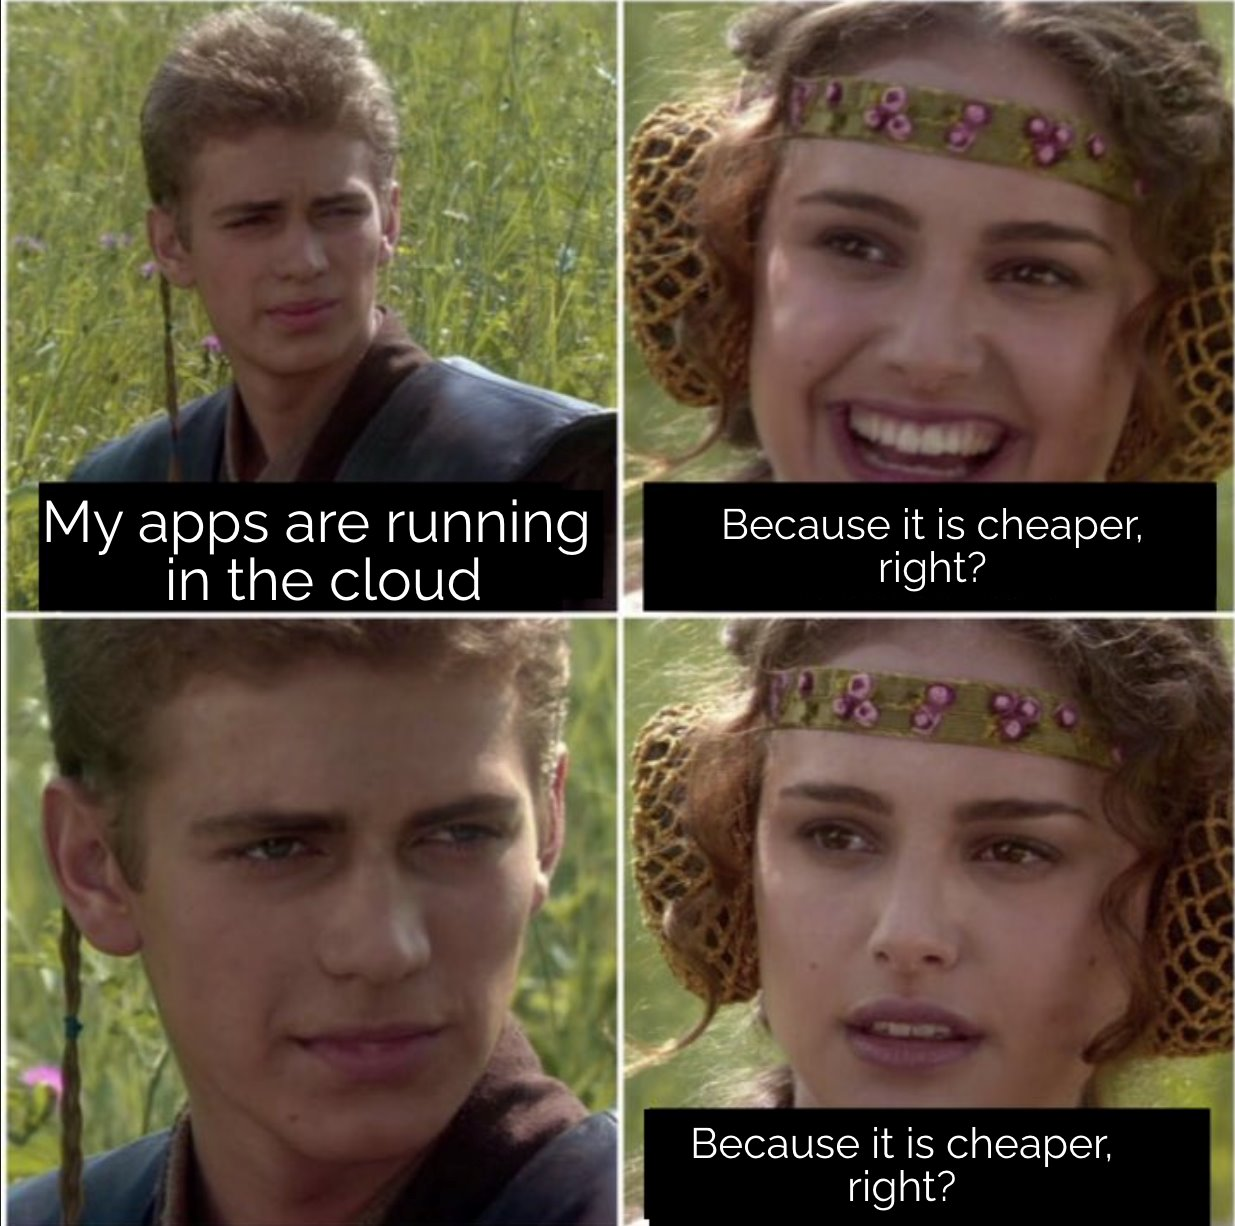 My apps are running
in the cloud
Because it is cheaper,
right?
Because it is cheaper,
right?